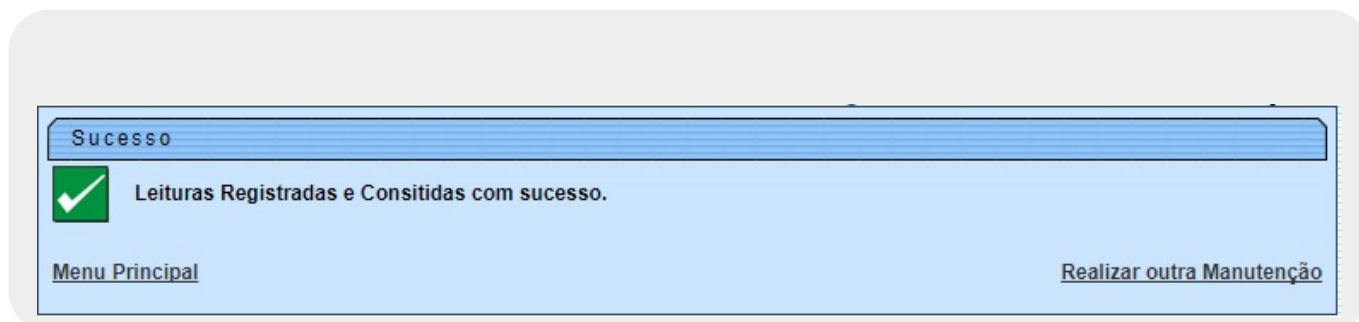 Sucesso
Leituras Registradas e Consitidas com sucesso.
Menu Principal
Realizar outra Manutenção